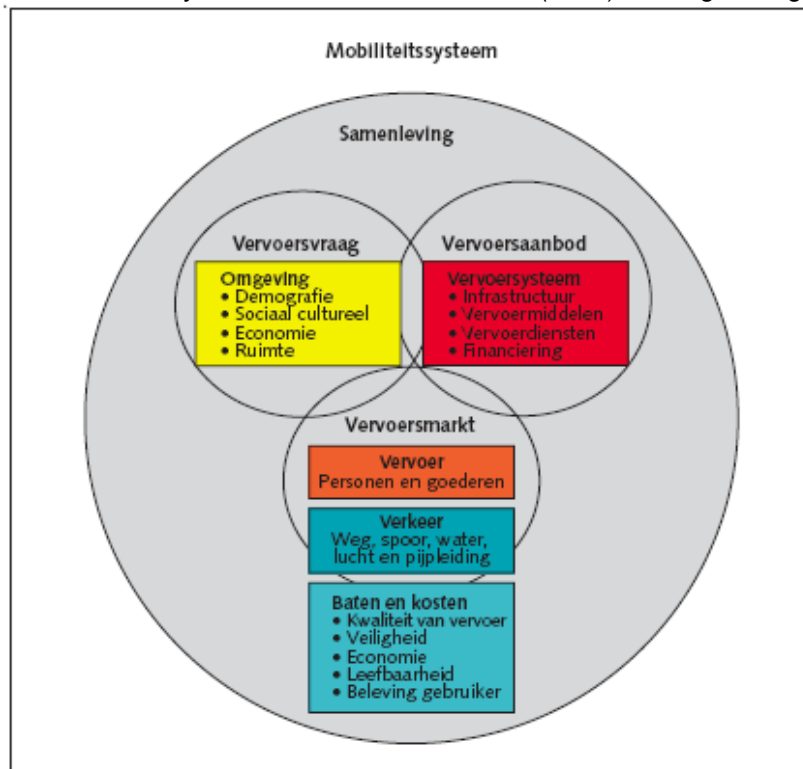 Mobiliteitssysteem
Samenleving
Vervoersvraag
Omgeving
• Demografie
• Sociaal cultureel
• Economie
• Ruimte
Vervoersaanbod
Vervoersysteem
• Infrastructuur
• Vervoermiddelen
• Vervoerdiensten
• Financiering
Vervoersmarkt
Vervoer
Personen en goederen
Verkeer
Weg, spoor, water,
lucht en pijpleiding
Baten en kosten
• Kwaliteit van vervoer
• Veiligheid
• Economie
• Leefbaarheid
• Beleving gebruiker